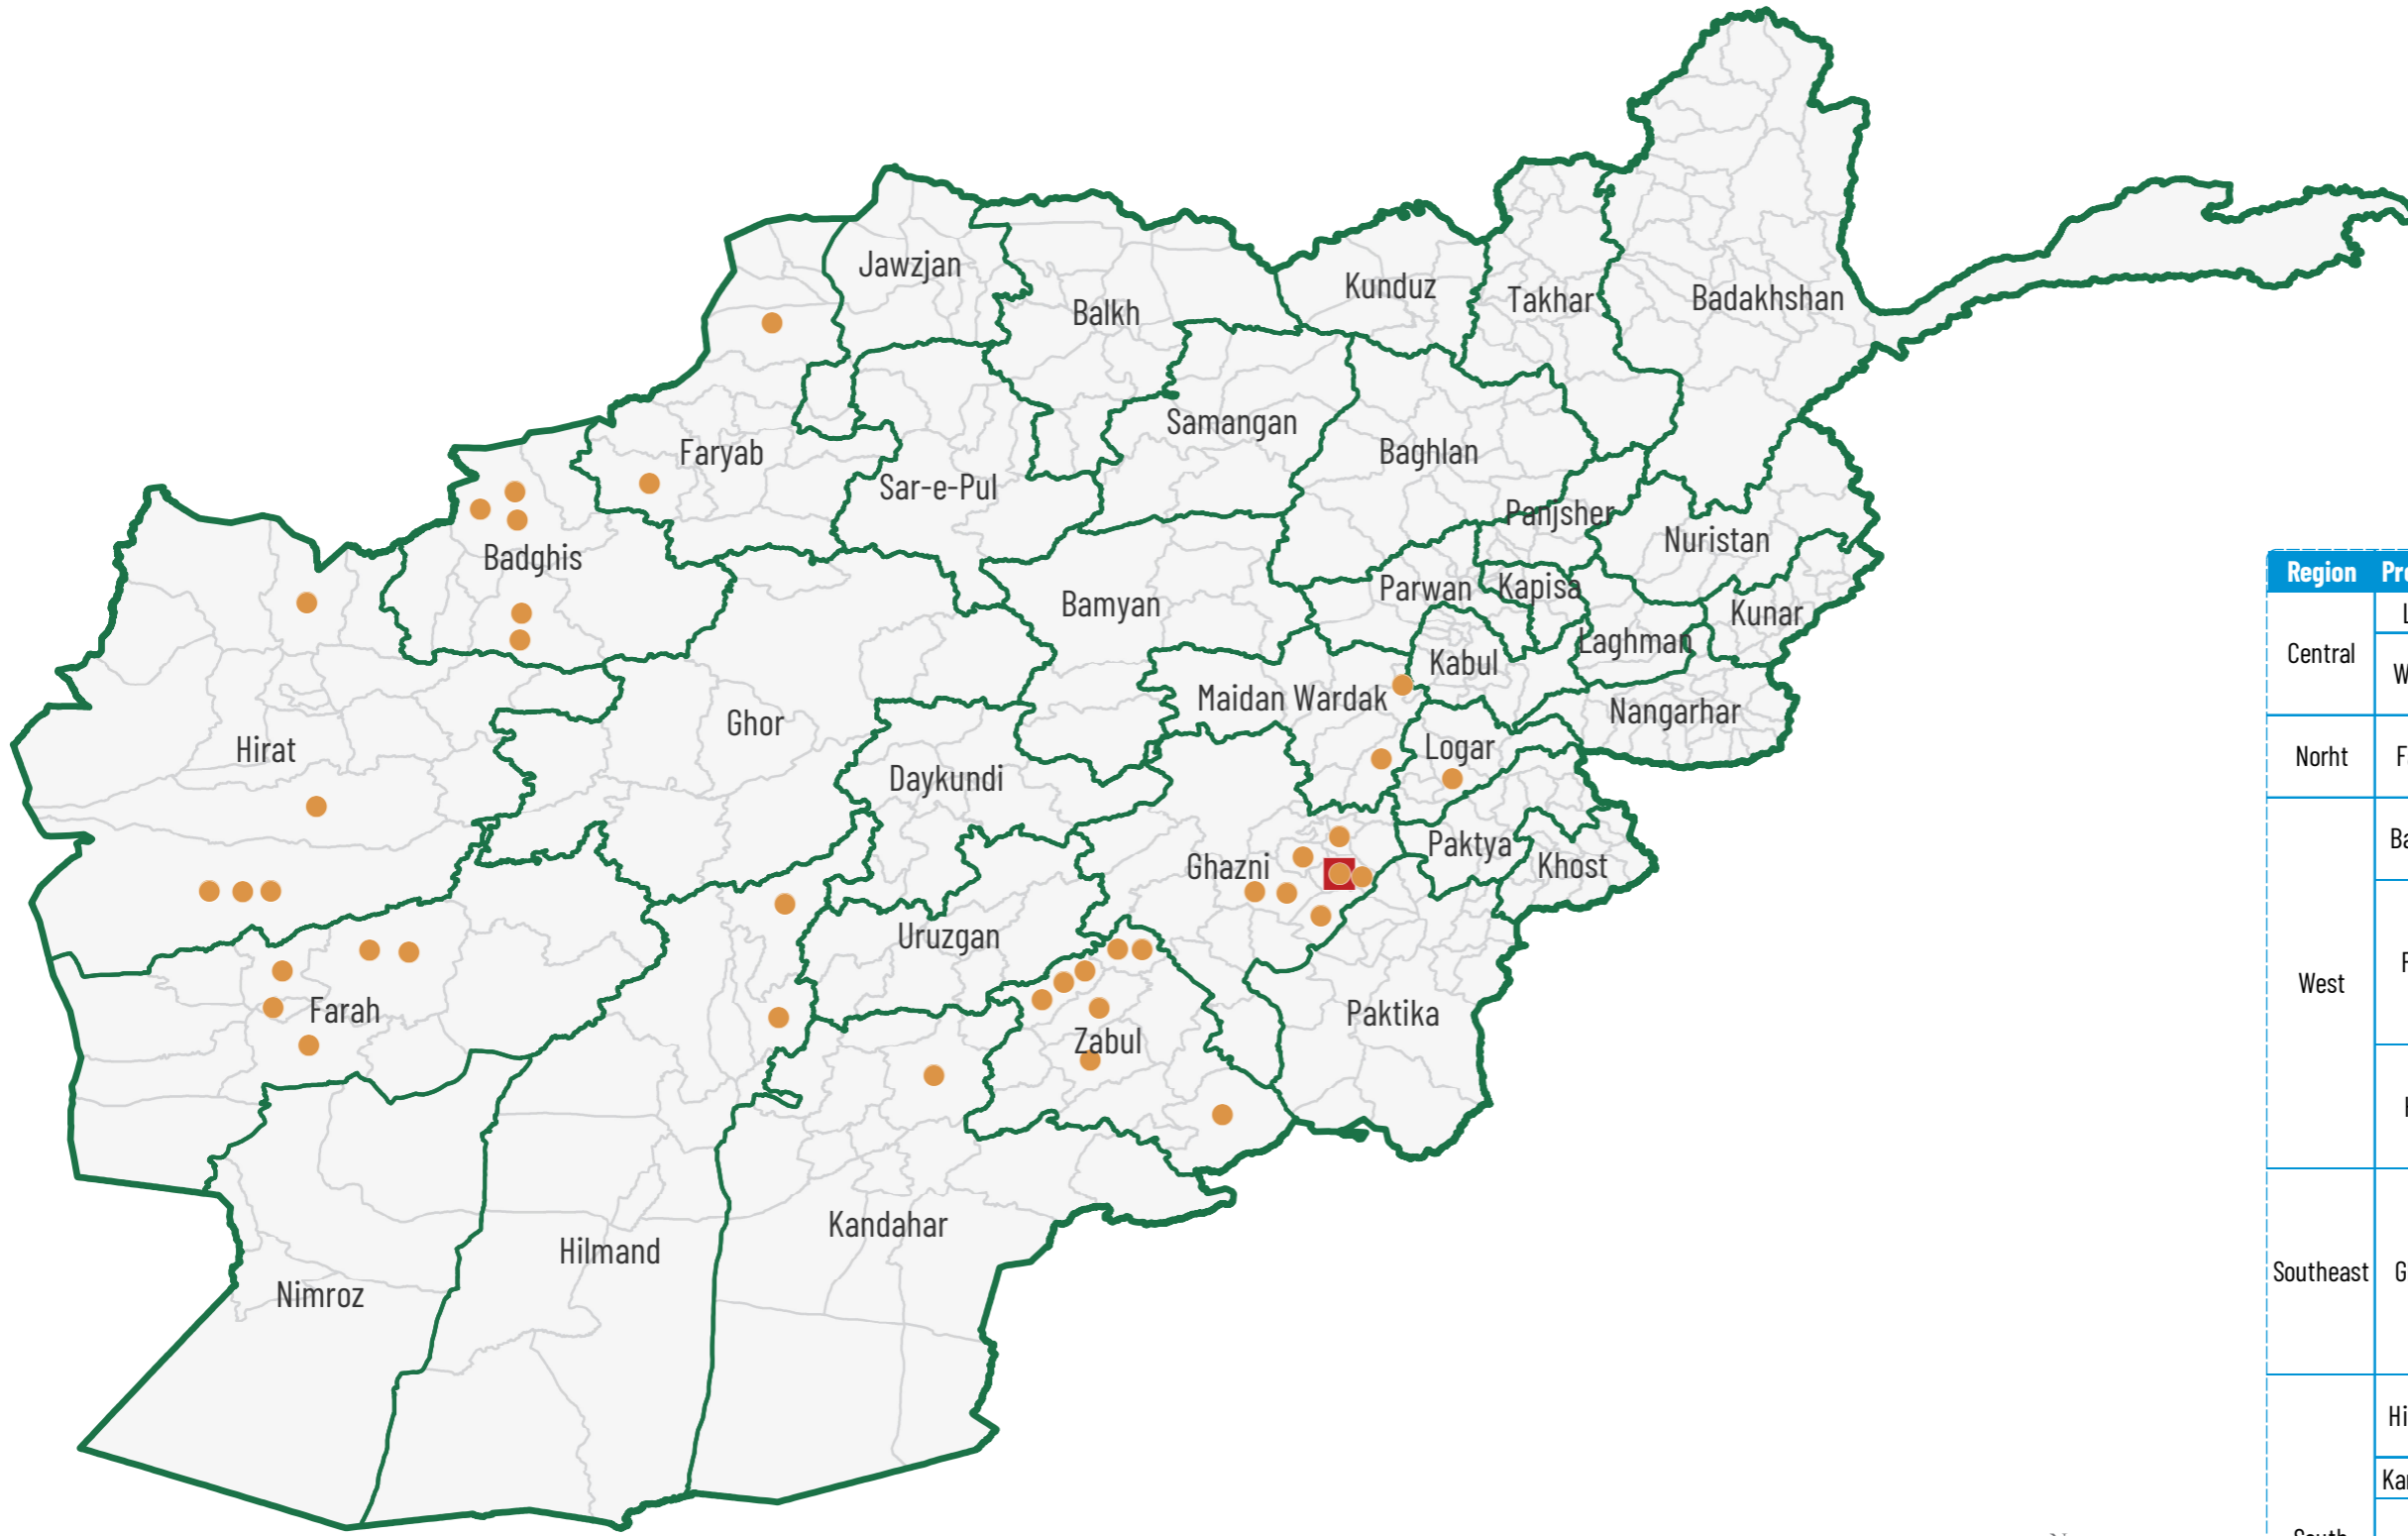 Jawzjan
Balkh
Kunduz
Takhar
Badakhshan
Faryab
Samangan
Baghlan
Sar-e-Pul
Panjsher
Nuristan
Badghis
Bamyan
Parwan
Kapisa
Kunar
Laghman
Kabul
Maidan Wardak
Nangarhar
Hirat
Ghor
Logar
Daykundi
Ghazni
Paktya
Khost
Uruzgan
Farah
Zabul
Paktika
Kandahar
Hilmand
Nimroz
Region
Central
Norht
West
Southeast
South